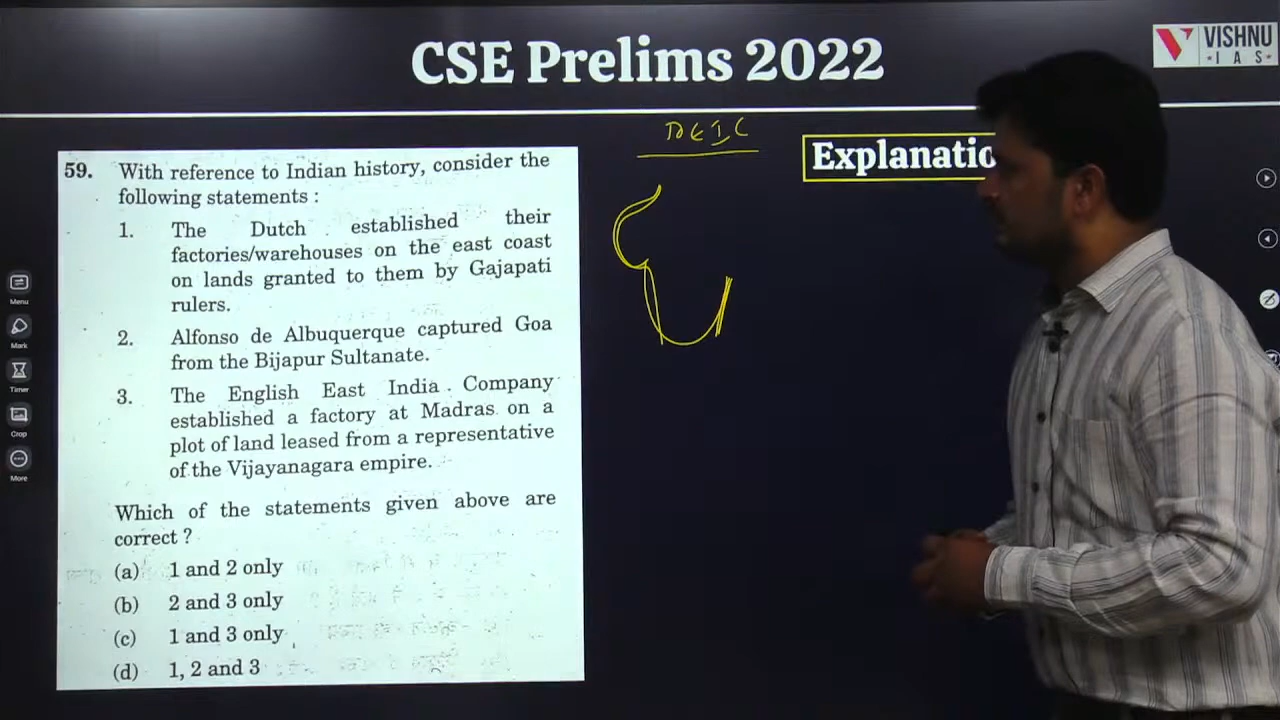 CSE Prelims 2022
VISHNU
I A S
DEIC
Explanatio
59. With reference to Indian history, consider the
following statements :
1. The Dutch established their
factories/warehouses on the east coast
on lands granted to them by Gajapati
rulers.
2. Alfonso de Albuquerque captured Goa
from the Bijapur Sultanate.
3. The English East India Company
established a factory at Madras on a
plot of land leased from a representative
of the Vijayanagara empire.
Which of the statements given above are
correct ?
(a) 1 and 2 only
(b) 2 and 3 only
(c) 1 and 3 only
(d) 1, 2 and 3
Menu
Mark
Timer
Crop
More